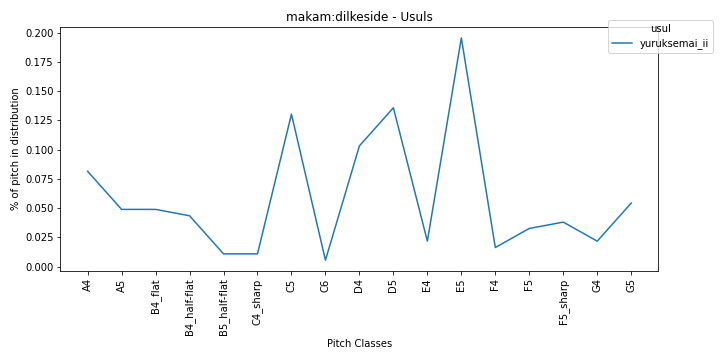 makam:dilkeside - Usuls
usul
yuruksemai_ii
% of pitch in distribution
0.200
0.175
0.150
0.125
0.100
0.075
0.050
0.025
0.000
A4
A5
B4_flat
B4_half-flat
B5_half-flat
C4_sharp
C5
C6
D4
D5
E4
E5
F4
F5
F5_sharp
G4
G5
Pitch Classes